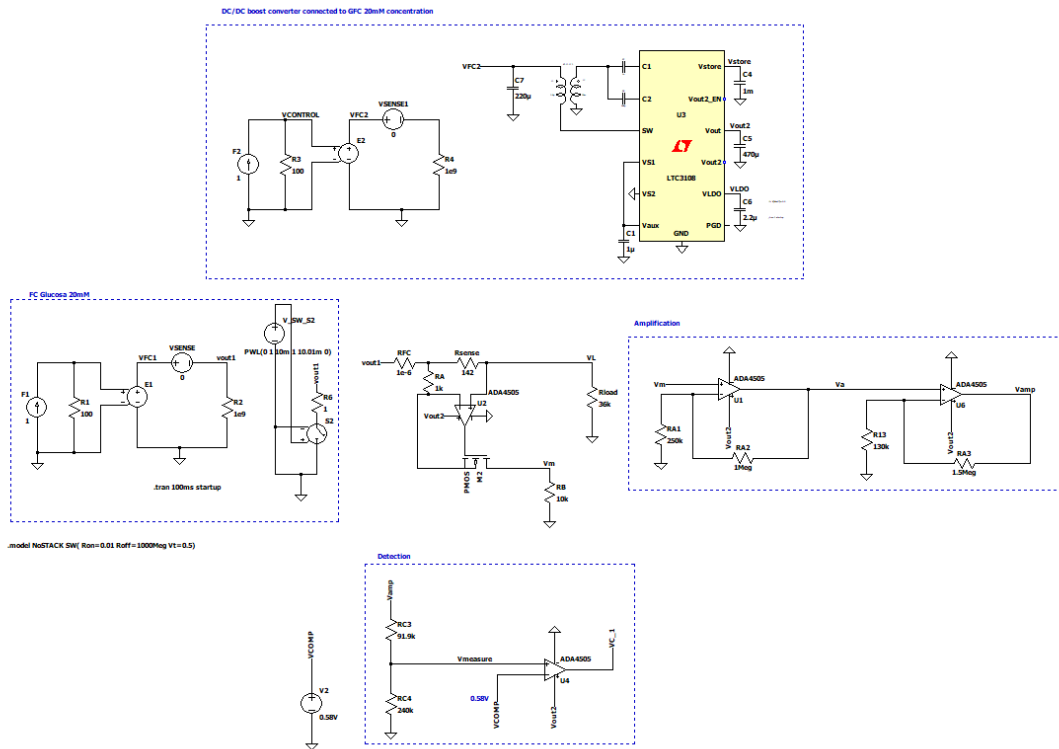 DC/DC boost converter connected to GFC 20mM concentration
VFC2
C7
220µ
C1
C2
SW
VS1
VS2
Vaux
U3
LTC3108
GND
Vstore
Vout2_EN
Vout
Vout2
VLDO
PGD
Vstore
C4
1m
Vout2
C5
470µ
VLDO
C6
2.2µ
C1
1µ
F2
1
VCONTROL
R3
100
E2
VFC2
VSENSE1
0
R4
1e9
FC Glucosa 20mM
F1
1
R1
100
E1
VFC1
VSENSE
0
vout1
R2
1e9
V_SW_S2
PWL(0 1 10m 1 10.01m 0)
vout1
R6
1
S2
.tran 100ms startup
.model NoSTACK SW( Ron=0.01 Roff=1000Meg Vt=0.5)
vout1
RFC
1e-6
Rsense
142
RA
1k
ADA4505
U2
Vout2
VL
Rload
36k
PMOS
M2
Vm
RB
10k
Amplification
Vm
ADA4505
U1
RA1
250k
Vout2
RA2
1Meg
Va
ADA4505
U6
Vamp
R13
130k
Vout2
RA3
1.5Meg
Detection
Vamp
RC3
91.9k
Vmeasure
RC4
240k
0.58V
VCOMP
ADA4505
U4
Vout2
VC_1
VCOMP
V2
0.58V